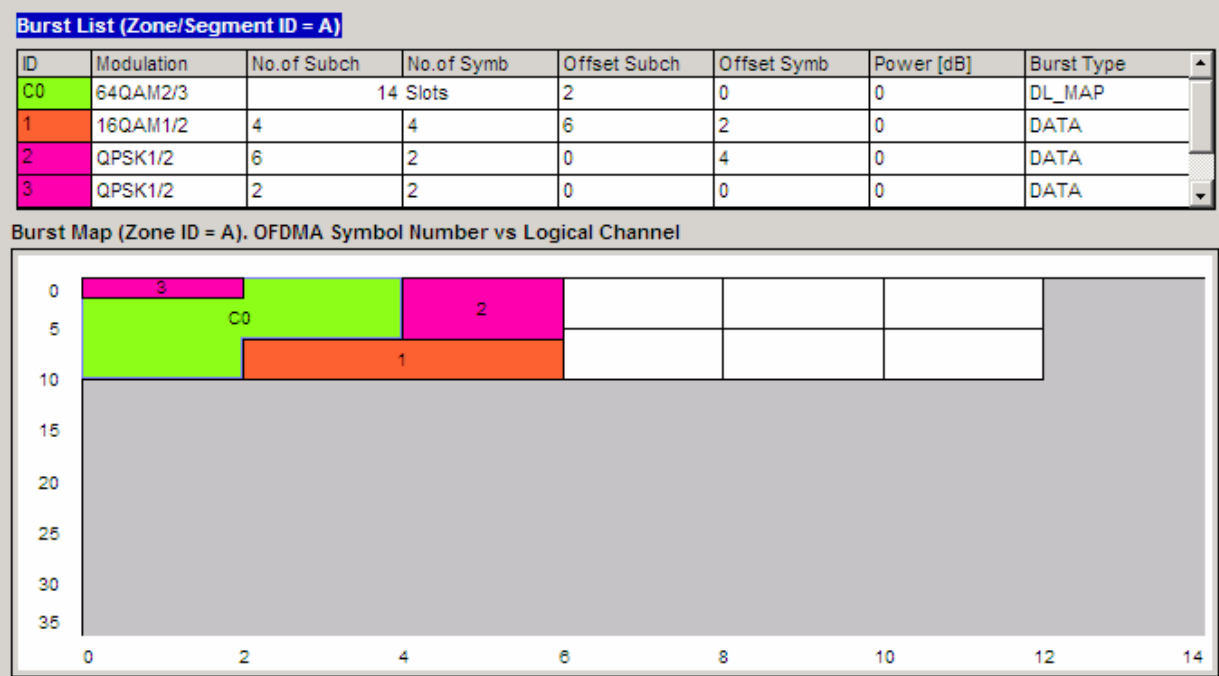 Burst List (Zone/Segment ID = A)
ID Modulation No.of Subch No.of Symb Offset Subch Offset Symb Power [dB] Burst Type
C0 64QAM2/3 14 Slots 2 0 0 DL_MAP
1 16QAM1/2 4 4 6 2 0 DATA
2 QPSK1/2 6 2 0 4 0 DATA
3 QPSK1/2 2 2 0 0 0 DATA
Burst Map (Zone ID = A). OFDMA Symbol Number vs Logical Channel
0 3
C0 2
5
1
10
15
20
25
30
35
0 2 4 6 8 10 12 14